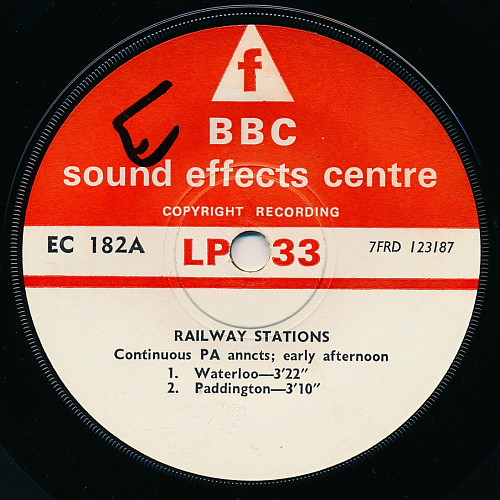 f
E
BBC
sound effects centre
COPYRIGHT RECORDING
EC 182A LP 33 7FRD 123187
RAILWAY STATIONS
Continuous PA anncts; early afternoon
1. Waterloo—3'22"
2. Paddington—3'10"